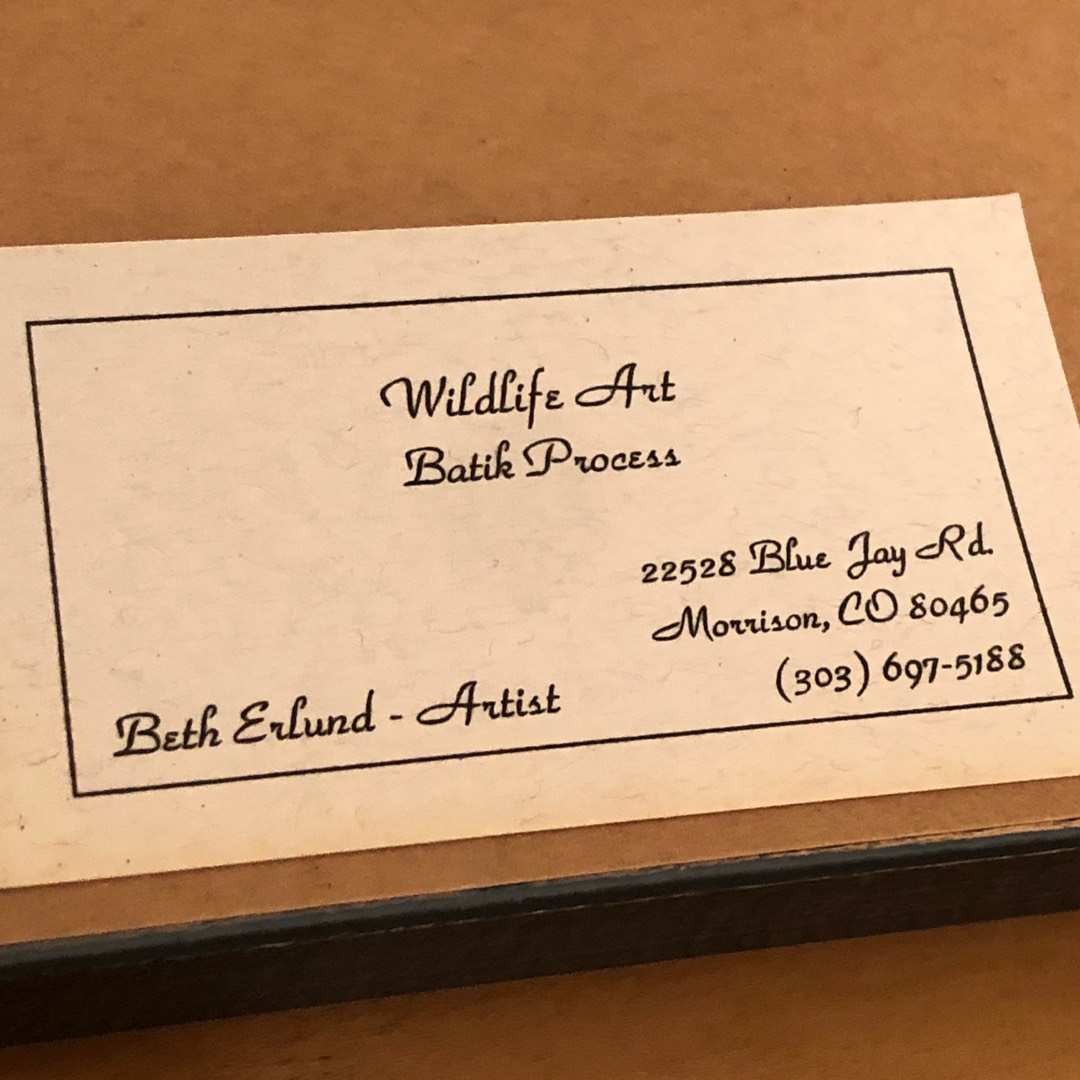 Wildlife Art
Batik Process
22528 Blue Jay Rd.
Morrison, CO 80465
(303) 697-5188
Beth Erlund - Artist